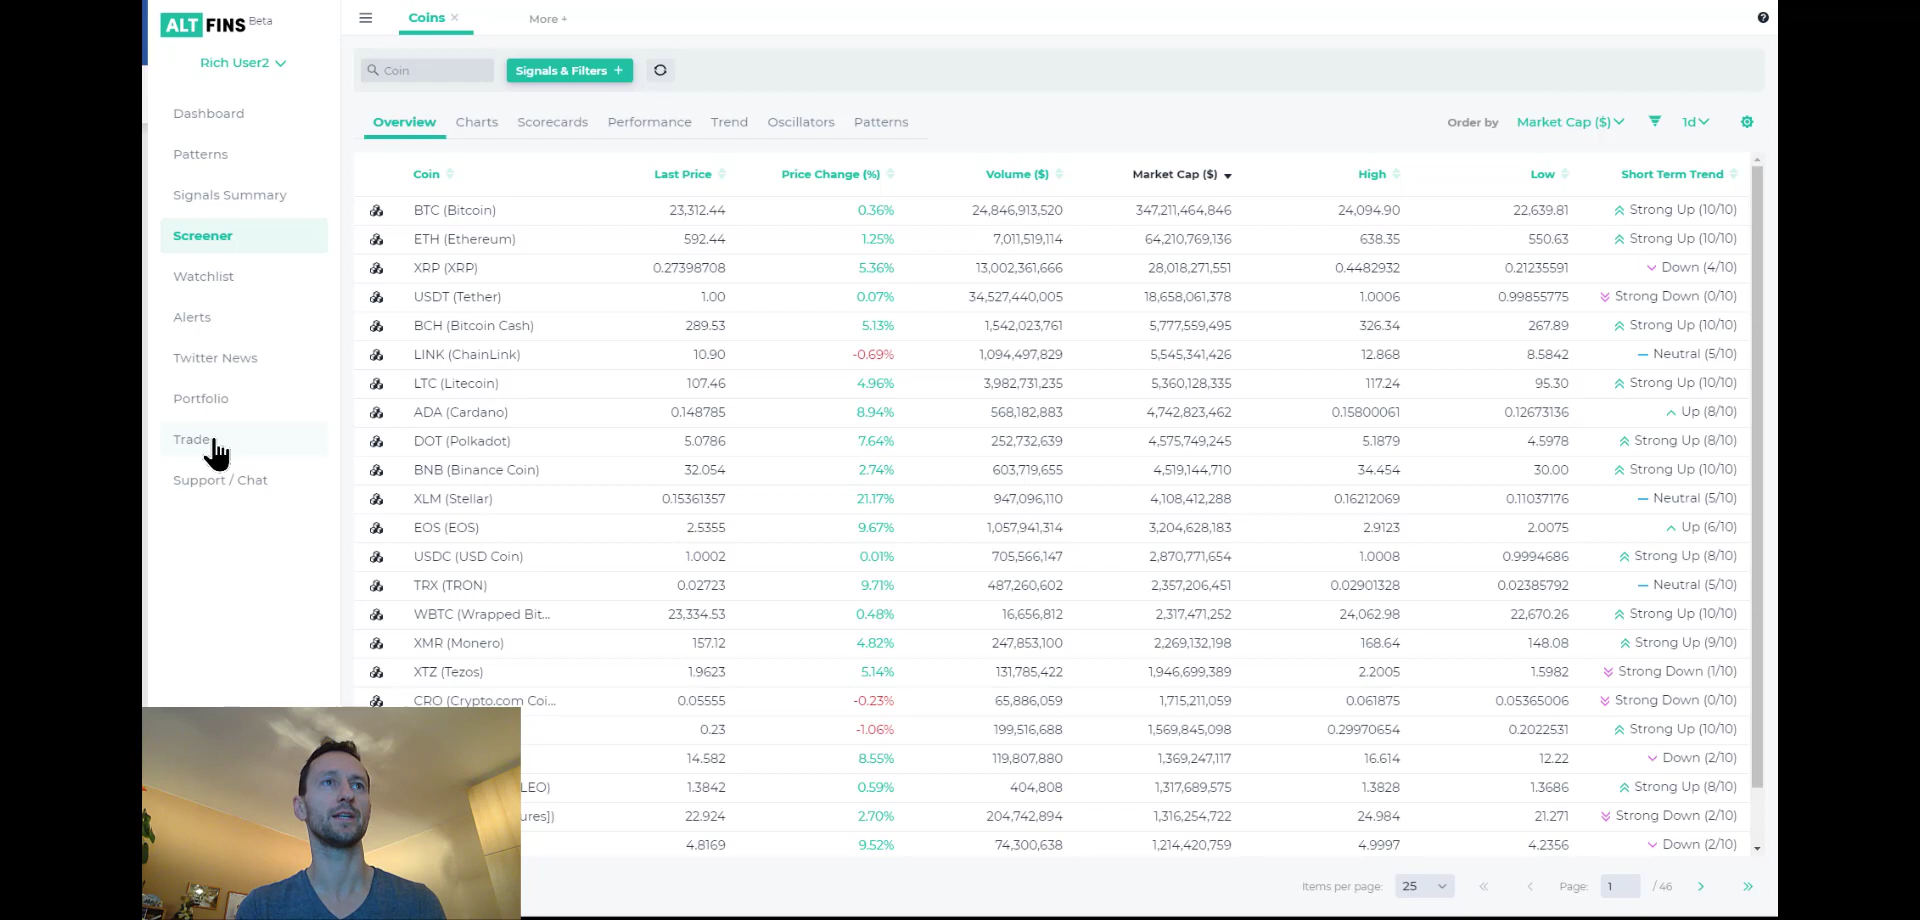 ALT FINS Beta
Rich User2
Dashboard
Patterns
Signals Summary
Screener
Watchlist
Alerts
Twitter News
Portfolio
Trade
Support / Chat
Coins × More +
Coin Signals & Filters +
Overview Charts Scorecards Performance Trend Oscillators Patterns Order by Market Cap ($) 1d
Coin Last Price Price Change (%) Volume ($) Market Cap ($) High Low Short Term Trend
BTC (Bitcoin) 23,312.44 0.36% 24,846,913,520 347,211,464,846 24,094.90 22,639.81 Strong Up (10/10)
ETH (Ethereum) 592.44 1.25% 7,011,519,114 64,210,769,136 638.35 550.63 Strong Up (10/10)
XRP (XRP) 0.27398708 5.36% 13,002,361,666 28,018,271,551 0.4482932 0.21235591 Down (4/10)
USDT (Tether) 1.00 0.07% 34,527,440,005 18,658,061,378 1.0006 0.99855775 Strong Down (0/10)
BCH (Bitcoin Cash) 289.53 5.13% 1,542,023,761 5,777,559,495 326.34 267.89 Strong Up (10/10)
LINK (ChainLink) 10.90 -0.69% 1,094,497,829 5,545,341,426 12.868 8.5842 Neutral (5/10)
LTC (Litecoin) 107.46 4.96% 3,982,731,235 5,360,128,335 117.24 95.30 Strong Up (10/10)
ADA (Cardano) 0.148785 8.94% 568,182,883 4,742,823,462 0.15800061 0.12673136 Up (8/10)
DOT (Polkadot) 5.0786 7.64% 252,732,639 4,575,749,245 5.1879 4.5978 Strong Up (8/10)
BNB (Binance Coin) 32.054 2.74% 603,719,655 4,519,144,710 34.454 30.00 Strong Up (10/10)
XLM (Stellar) 0.15361357 21.17% 947,096,110 4,108,412,288 0.16212069 0.11037176 Neutral (5/10)
EOS (EOS) 2.5355 9.67% 1,057,941,314 3,204,628,183 2.9123 2.0075 Up (6/10)
USDC (USD Coin) 1.0002 0.01% 705,566,147 2,870,771,654 1.0008 0.9994686 Strong Up (8/10)
TRX (TRON) 0.02723 9.71% 487,260,602 2,357,206,451 0.02901328 0.02385792 Neutral (5/10)
WBTC (Wrapped Bit... 23,334.53 0.48% 16,656,812 2,317,471,252 24,062.98 22,670.26 Strong Up (10/10)
XMR (Monero) 157.12 4.82% 247,853,100 2,269,132,198 168.64 148.08 Strong Up (9/10)
XTZ (Tezos) 1.9623 5.14% 131,785,422 1,946,699,389 2.2005 1.5982 Strong Down (1/10)
CRO (Crypto.com Coi... 0.05555 -0.23% 65,886,059 1,715,211,059 0.061875 0.05365006 Strong Down (0/10)
0.23 -1.06% 199,516,688 1,569,845,098 0.29970654 0.2022531 Strong Up (10/10)
14.582 8.55% 119,807,880 1,369,247,117 16.614 12.22 Down (2/10)
LEO) 1.3842 0.59% 404,808 1,317,689,575 1.3828 1.3686 Strong Up (8/10)
ures]) 22.924 2.70% 204,742,894 1,316,254,722 24.984 21.271 Strong Down (2/10)
4.8169 9.52% 74,300,638 1,214,420,759 4.9997 4.2356 Down (2/10)
Items per page: 25 Page: 1 / 46